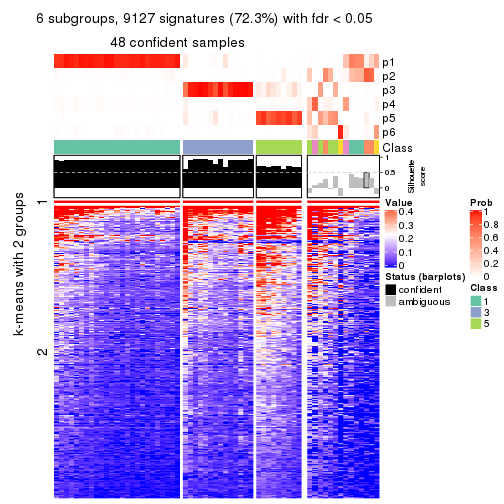 6 subgroups, 9127 signatures (72.3%) with fdr < 0.05
48 confident samples
p1
p2
p3
p4
p5
p6
Class
1
0.5
0
Silhouette
score
k-means with 2 groups
1
2
Value
0.4
0.3
0.2
0.1
0
Status (barplots)
confident
ambiguous
Prob
1
0.8
0.6
0.4
0.2
0
Class
1
3
5